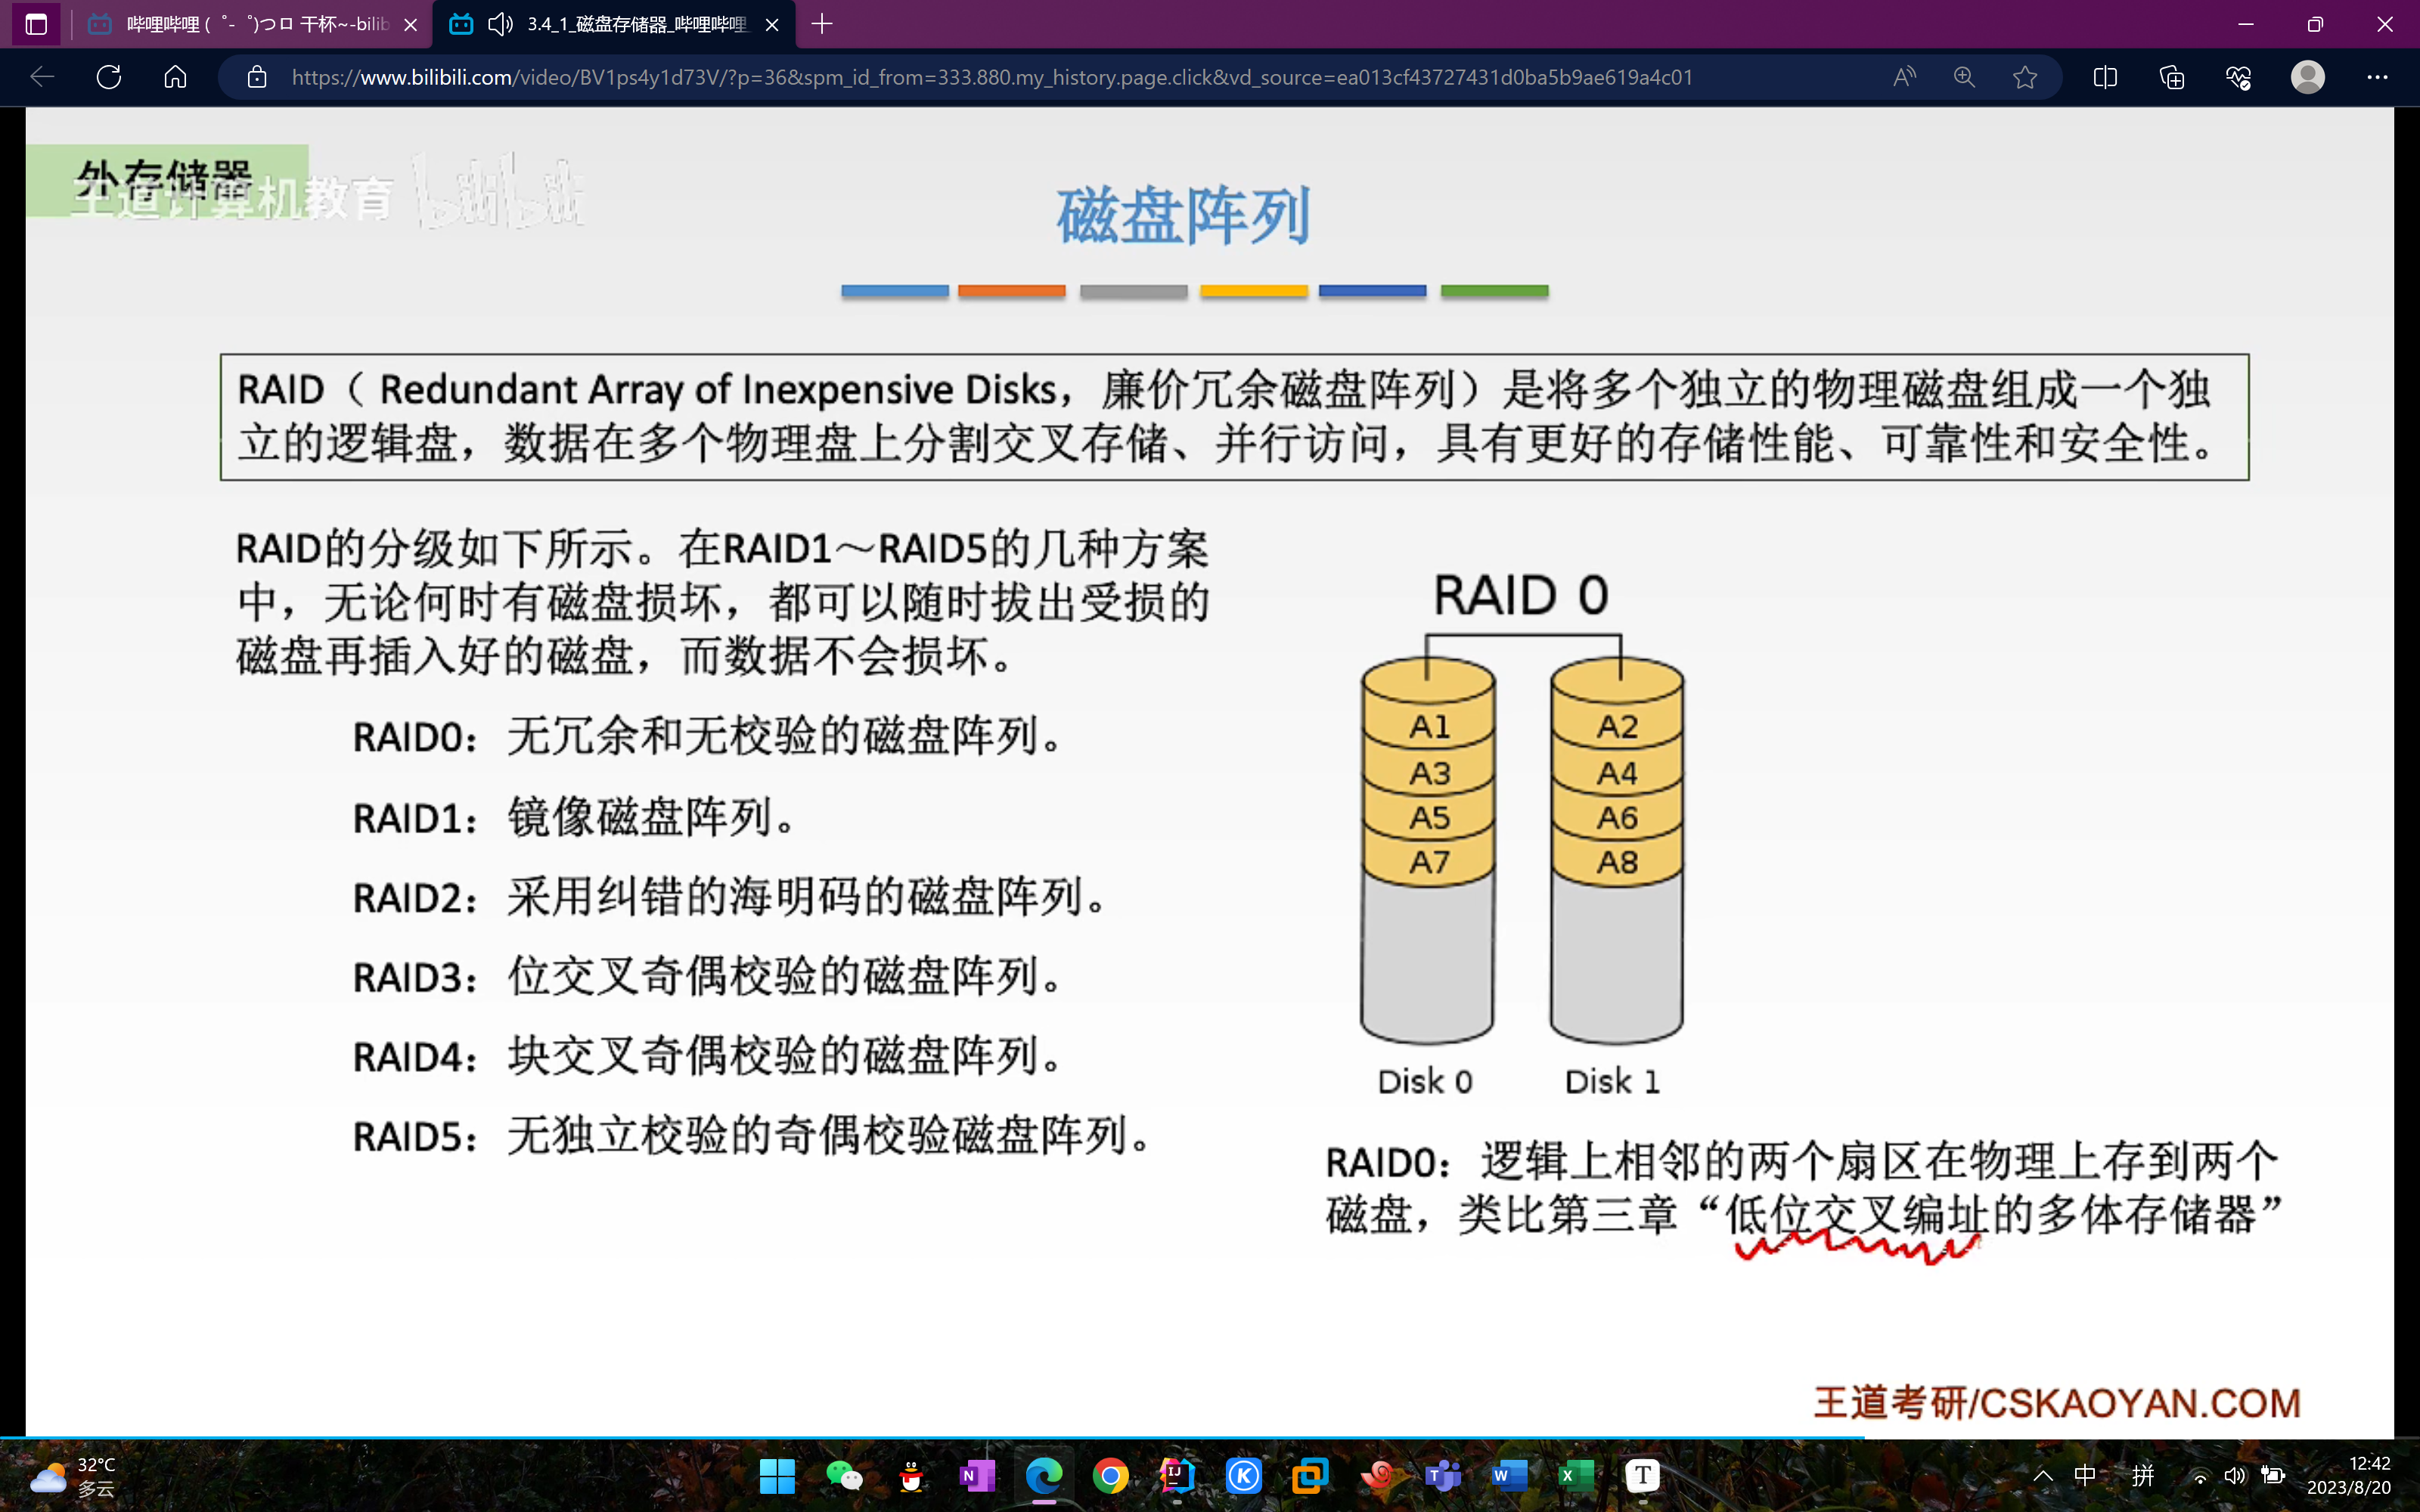 哔哩哔哩 (゜-゜)つロ 干杯~-bilib
3.4_1_磁盘存储器_哔哩哔哩
https://www.bilibili.com/video/BV1ps4y1d73V/?p=36&spm_id_from=333.880.my_history.page.click&vd_source=ea013cf43727431d0ba5b9ae619a4c01
外存储器
王道计算机教育 bilibili
磁盘阵列
RAID（ Redundant Array of Inexpensive Disks，廉价冗余磁盘阵列）是将多个独立的物理磁盘组成一个独
立的逻辑盘，数据在多个物理盘上分割交叉存储、并行访问，具有更好的存储性能、可靠性和安全性。
RAID的分级如下所示。在RAID1～RAID5的几种方案
中，无论何时有磁盘损坏，都可以随时拔出受损的
磁盘再插入好的磁盘，而数据不会损坏。
RAID0：无冗余和无校验的磁盘阵列。
RAID1：镜像磁盘阵列。
RAID2：采用纠错的海明码的磁盘阵列。
RAID3：位交叉奇偶校验的磁盘阵列。
RAID4：块交叉奇偶校验的磁盘阵列。
RAID5：无独立校验的奇偶校验磁盘阵列。
RAID 0
A1 A2
A3 A4
A5 A6
A7 A8
Disk 0 Disk 1
RAID0：逻辑上相邻的两个扇区在物理上存到两个
磁盘，类比第三章“低位交叉编址的多体存储器”
王道考研/CSKAOYAN.COM
32°C
多云
中 拼
12:42
2023/8/20